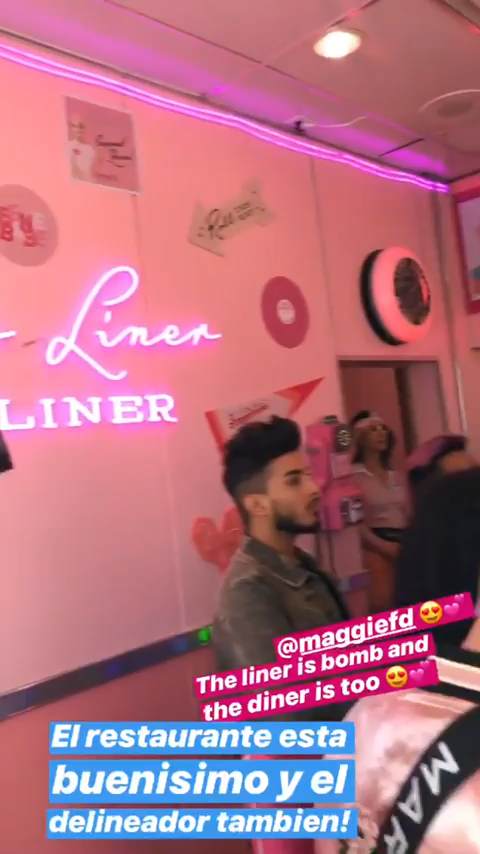 Liner
LINER
@maggiefd 😍💕
The liner is bomb and
the diner is too 😍💕
El restaurante esta
buenisimo y el
delineador tambien!
MAR